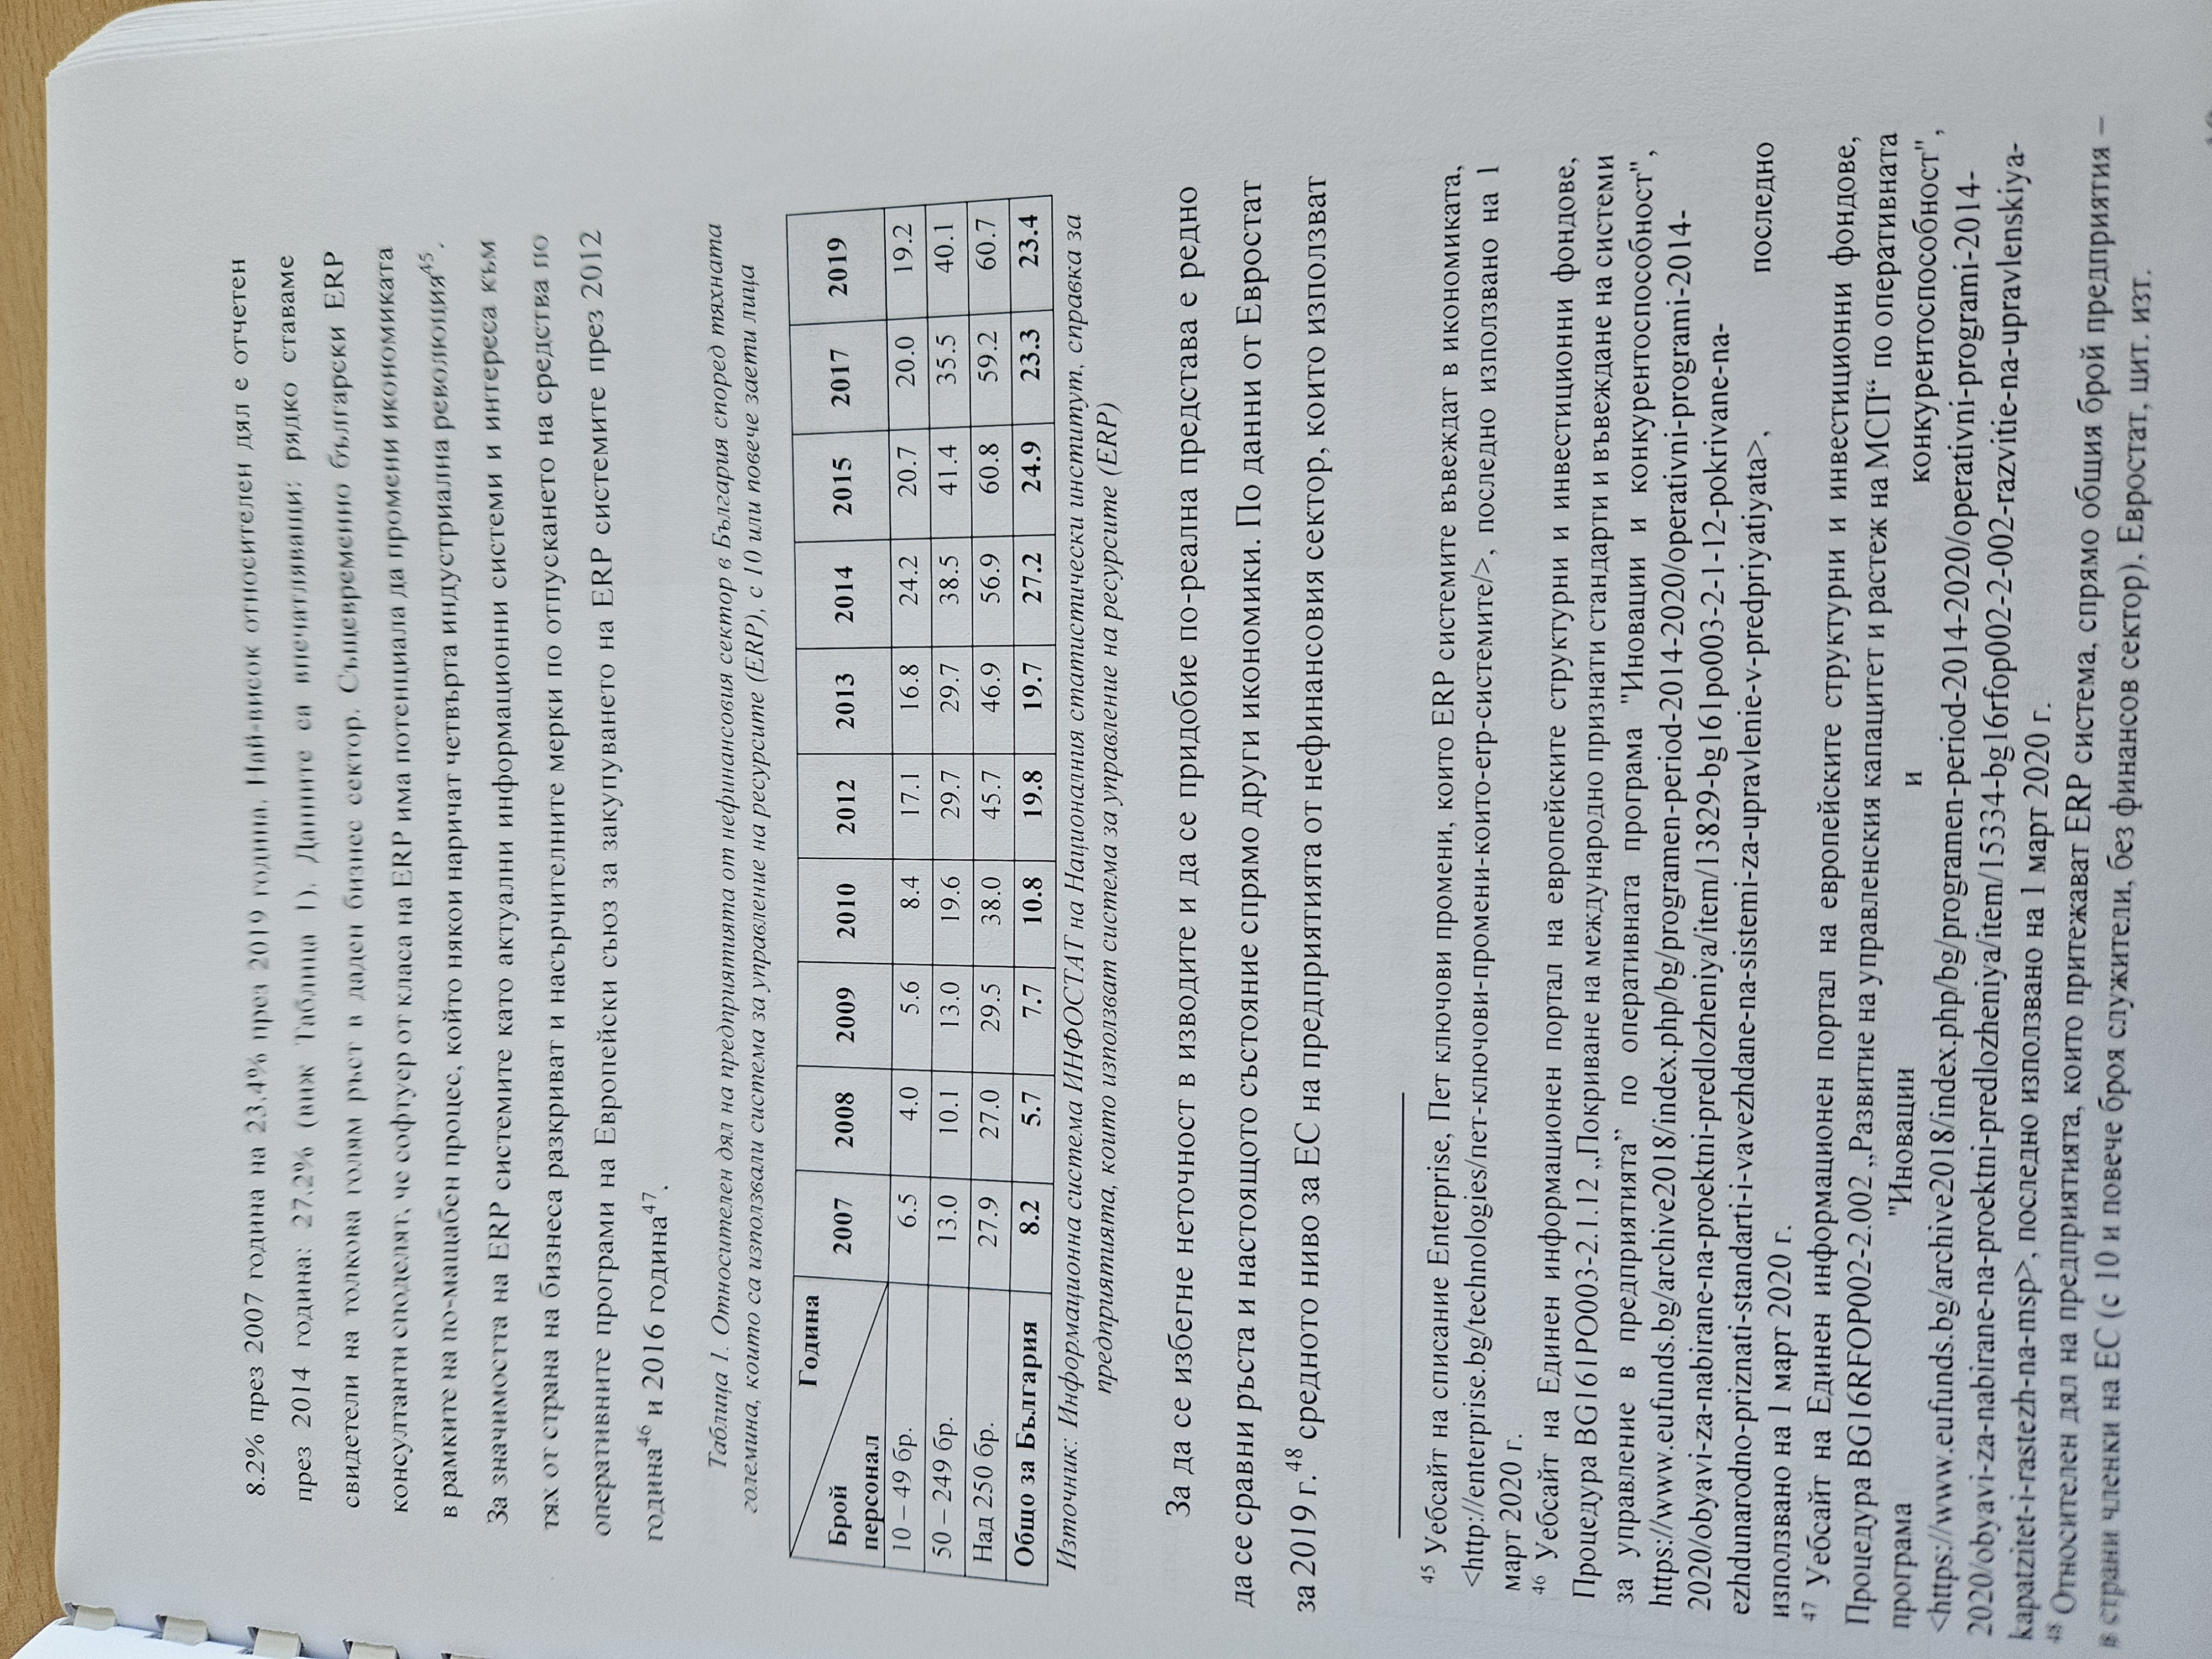 8.2% през 2007 година на 23.4% през 2019 година. Най-висок относителен дял е отчетен
през 2014 година: 27.2% (виж Таблица 1). Данните са впечатляващи: рядко ставаме
свидетели на толкова голям ръст в даден бизнес сектор. Същевременно български ERP
консултанти споделят, че софтуер от класа на ERP има потенциала да промени икономиката
в рамките на по-мащабен процес, който някои наричат четвърта индустриална революция45.
За значимостта на ERP системите като актуални информационни системи и интереса към
тях от страна на бизнеса разкриват и насърчителните мерки по отпускането на средства по
оперативните програми на Европейски съюз за закупуването на ERP системите през 2012
година46 и 2016 година47.
Таблица 1. Относителен дял на предприятията от нефинансовия сектор в България според тяхната
големина, които са използвали система за управление на ресурсите (ERP), с 10 или повече заети лица
Година
Брой персонал 2007 2008 2009 2010 2012 2013 2014 2015 2017 2019
10 – 49 бр. 6.5 4.0 5.6 8.4 17.1 16.8 24.2 20.7 20.0 19.2
50 – 249 бр. 13.0 10.1 13.0 19.6 29.7 29.7 38.5 41.4 35.5 40.1
Над 250 бр. 27.9 27.0 29.5 38.0 45.7 46.9 56.9 60.8 59.2 60.7
Общо за България 8.2 5.7 7.7 10.8 19.8 19.7 27.2 24.9 23.3 23.4
Източник: Информационна система ИНФОСТАТ на Националния статистически институт, справка за
предприятията, които използват система за управление на ресурсите (ERP)
За да се избегне неточност в изводите и да се придобие по-реална представа е редно
да се сравни ръста и настоящото състояние спрямо други икономики. По данни от Евростат
за 2019 г.48 средното ниво за ЕС на предприятията от нефинансовия сектор, които използват
45 Уебсайт на списание Enterprise, Пет ключови промени, които ERP системите въвеждат в икономиката,
<http://enterprise.bg/technologies/пет-ключови-промени-които-erp-системите/>, последно използвано на 1
март 2020 г.
46 Уебсайт на Единен информационен портал на европейските структурни и инвестиционни фондове,
Процедура BG161PO003-2.1.12 „Покриване на международно признати стандарти и въвеждане на системи
за управление в предприятията” по оперативната програма "Иновации и конкурентоспособност",
https://www.eufunds.bg/archive2018/index.php/bg/programen-period-2014-2020/operativni-programi-2014-
2020/obyavi-za-nabirane-na-proektni-predlozheniya/item/13829-bg161po003-2-1-12-pokrivane-na-
ezhdunarodno-priznati-standarti-i-vavezhdane-na-sistemi-za-upravlenie-v-predpriyatiyata>, последно
използвано на 1 март 2020 г.
47 Уебсайт на Единен информационен портал на европейските структурни и инвестиционни фондове,
Процедура BG16RFOP002-2.002 „Развитие на управленския капацитет и растеж на МСП“ по оперативната
програма "Иновации и конкурентоспособност",
<https://www.eufunds.bg/archive2018/index.php/bg/programen-period-2014-2020/operativni-programi-2014-
2020/obyavi-za-nabirane-na-proektni-predlozheniya/item/15334-bg16rfop002-2-002-razvitie-na-upravlenskiya-
kapatzitet-i-rastezh-na-msp>, последно използвано на 1 март 2020 г.
48 Относителен дял на предприятията, които притежават ERP система, спрямо общия брой предприятия –
в страни членки на ЕС (с 10 и повече броя служители, без финансов сектор), Евростат, цит. изт.